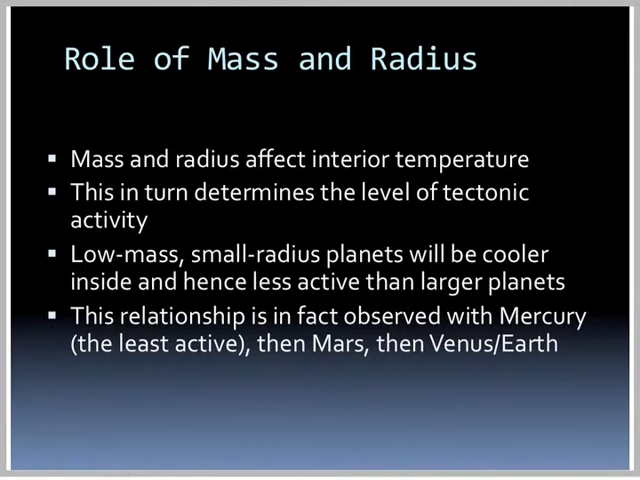 Role of Mass and Radius
▪ Mass and radius affect interior temperature
▪ This in turn determines the level of tectonic
activity
▪ Low-mass, small-radius planets will be cooler
inside and hence less active than larger planets
▪ This relationship is in fact observed with Mercury
(the least active), then Mars, then Venus/Earth